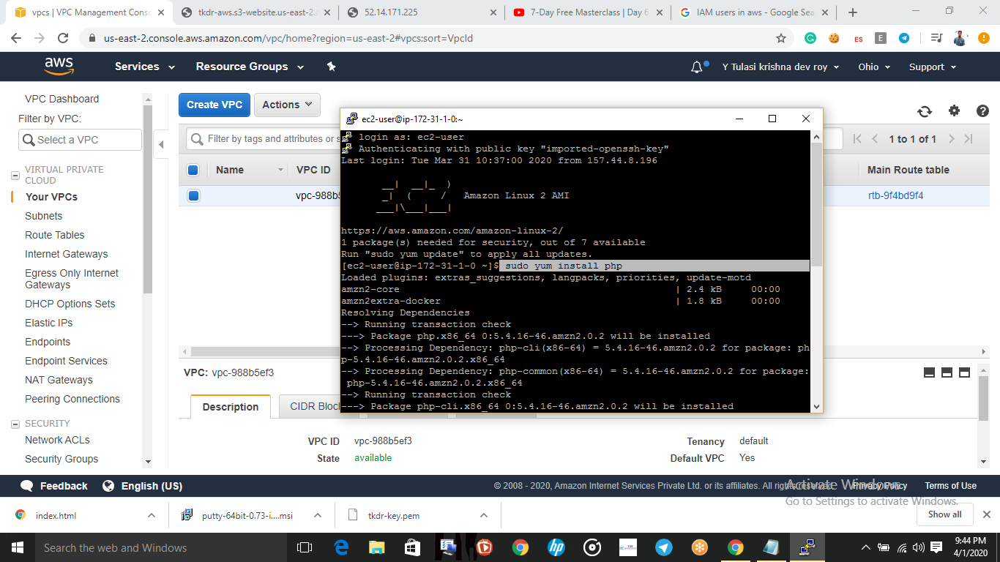 vpcs | VPC Management Conso
tkdr-aws.s3-website.us-east-2.
52.14.171.225
7-Day Free Masterclass | Day 6
IAM users in aws - Google Sea
us-east-2.console.aws.amazon.com/vpc/home?region=us-east-2#vpcs:sort=VpcId
ES
E
aws
Services
Resource Groups
Y Tulasi krishna dev roy
Ohio
Support
VPC Dashboard
Filter by VPC:
Select a VPC
VIRTUAL PRIVATE
CLOUD
Your VPCs
Subnets
Route Tables
Internet Gateways
Egress Only Internet
Gateways
DHCP Options Sets
Elastic IPs
Endpoints
Endpoint Services
NAT Gateways
Peering Connections
SECURITY
Network ACLs
Security Groups
Create VPC
Actions
Filter by tags and attributes or s
1 to 1 of 1
Name
VPC ID
Main Route table
vpc-988b5
rtb-9f4bd9f4
ec2-user@ip-172-31-1-0:~
login as: ec2-user
Authenticating with public key "imported-openssh-key"
Last login: Tue Mar 31 10:37:00 2020 from 157.44.8.196
__|  __|_  )
_|  (     /   Amazon Linux 2 AMI
___|\___|___|
https://aws.amazon.com/amazon-linux-2/
1 package(s) needed for security, out of 7 available
Run "sudo yum update" to apply all updates.
[ec2-user@ip-172-31-1-0 ~]$ sudo yum install php
Loaded plugins: extras_suggestions, langpacks, priorities, update-motd
amzn2-core | 2.4 kB 00:00
amzn2extra-docker | 1.8 kB 00:00
Resolving Dependencies
--> Running transaction check
---> Package php.x86_64 0:5.4.16-46.amzn2.0.2 will be installed
--> Processing Dependency: php-cli(x86-64) = 5.4.16-46.amzn2.0.2 for package: ph
p-5.4.16-46.amzn2.0.2.x86_64
--> Processing Dependency: php-common(x86-64) = 5.4.16-46.amzn2.0.2 for package:
php-5.4.16-46.amzn2.0.2.x86_64
--> Running transaction check
---> Package php-cli.x86_64 0:5.4.16-46.amzn2.0.2 will be installed
VPC: vpc-988b5ef3
Description
CIDR Bloc
VPC ID vpc-988b5ef3
Tenancy default
State available
Default VPC Yes
Feedback
English (US)
© 2008 - 2020, Amazon Internet Services Private Ltd. or its affiliates. All rights reserved.
Privacy Policy
Terms of Use
Activate Windows
Go to Settings to activate Windows.
index.html
putty-64bit-0.73-i....msi
tkdr-key.pem
Show all
Search the web and Windows
hp
9:44 PM
4/1/2020